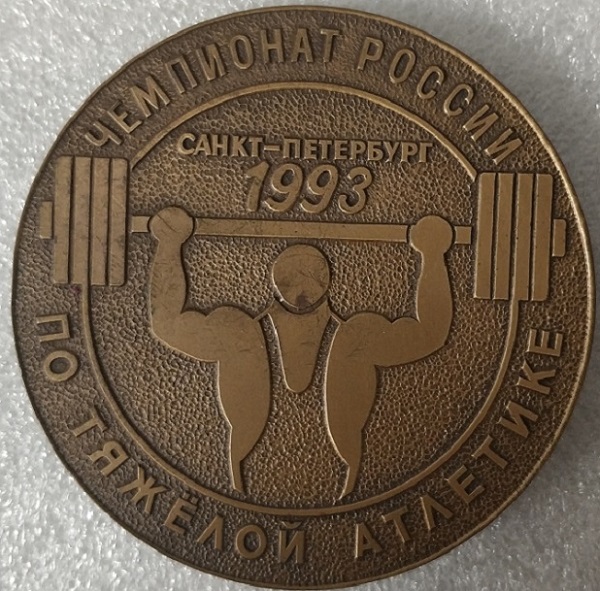 ЧЕМПИОНАТ РОССИИ
САНКТ-ПЕТЕРБУРГ
1993
ПО ТЯЖЁЛОЙ АТЛЕТИКЕ